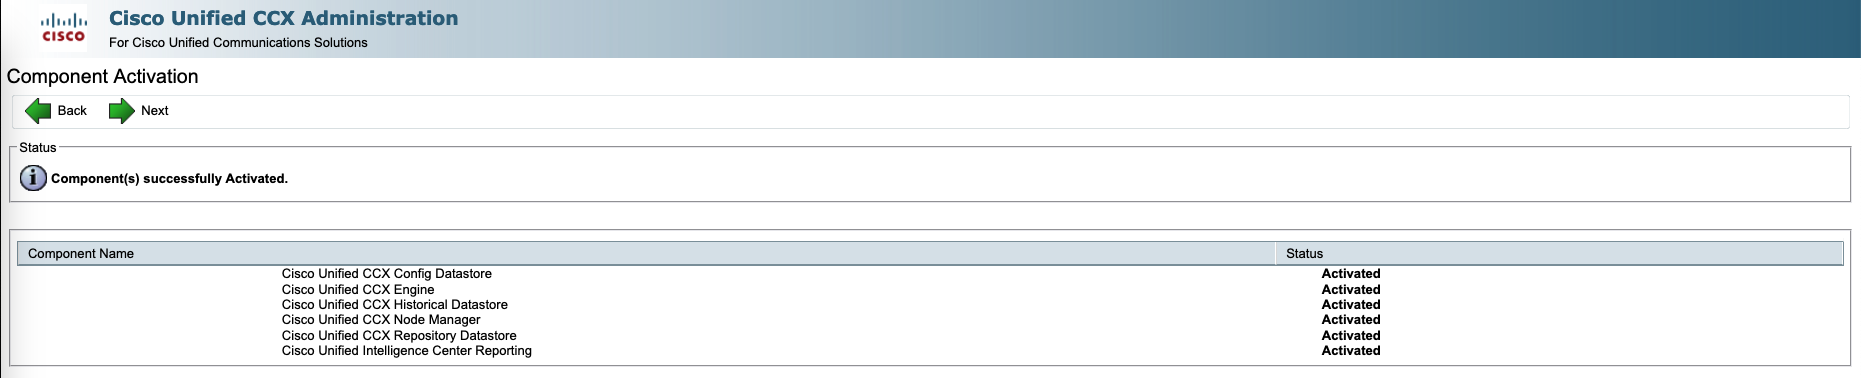 Cisco Unified CCX Administration
CISCO
For Cisco Unified Communications Solutions
Component Activation
Back Next
Status
i Component(s) successfully Activated.
Component Name Status
Cisco Unified CCX Config Datastore Activated
Cisco Unified CCX Engine Activated
Cisco Unified CCX Historical Datastore Activated
Cisco Unified CCX Node Manager Activated
Cisco Unified CCX Repository Datastore Activated
Cisco Unified Intelligence Center Reporting Activated